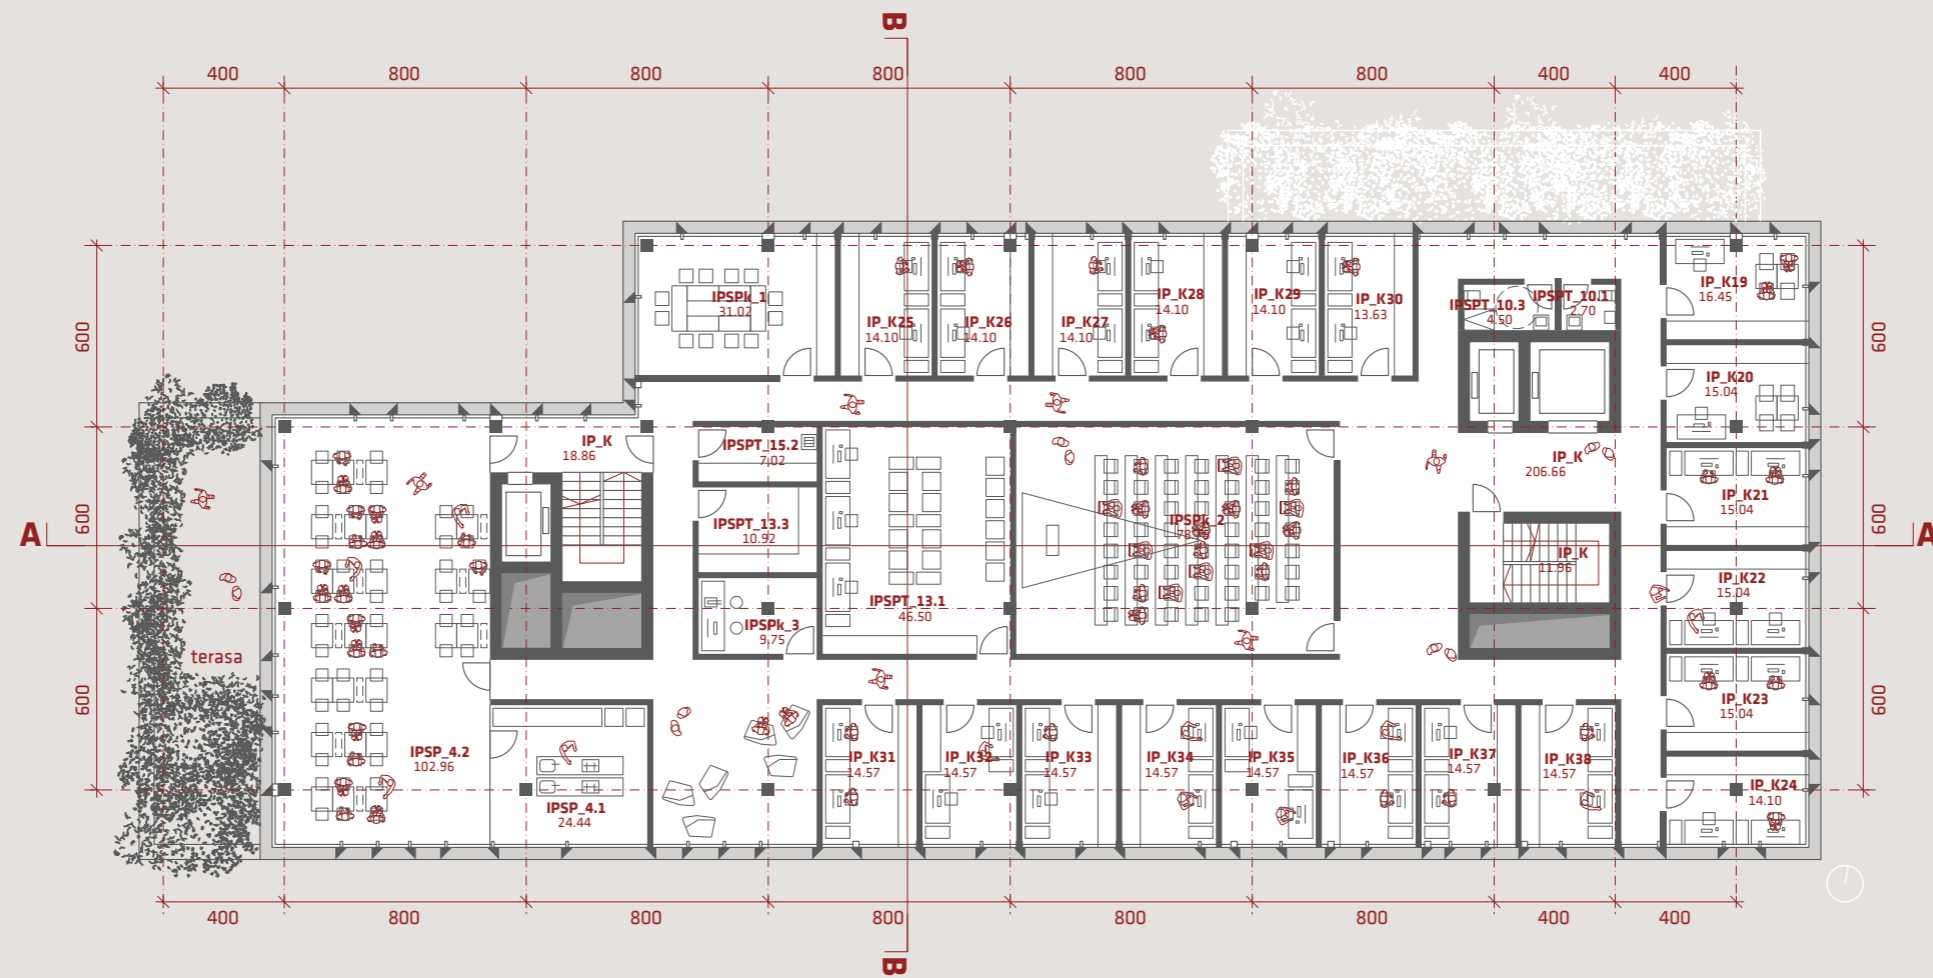 B
400 800 800 800 800 800 400 400
600
600
600
600
600
600
A
A
IPSPk_1
31.02
IP_K25
14.10
IP_K26
14.10
IP_K27
14.10
IP_K28
14.10
IP_K29
14.10
IP_K30
13.63
IPSPT_10.3
4.50
IPSPT_10.1
2.70
IP_K19
16.45
IP_K20
15.04
IP_K
18.86
IPSPT_15.2
7.02
IP_K
206.66
IP_K21
15.04
IPSPT_13.3
10.92
IPSPk_2
IP_K
11.96
IP_K22
15.04
IPSPT_13.1
46.50
IPSPk_3
9.75
terasa
IP_K23
15.04
IPSP_4.2
102.96
IPSP_4.1
24.44
IP_K31
14.57
IP_K32
14.57
IP_K33
14.57
IP_K34
14.57
IP_K35
14.57
IP_K36
14.57
IP_K37
14.57
IP_K38
14.57
IP_K24
14.10
400 800 800 800 800 800 400 400
B